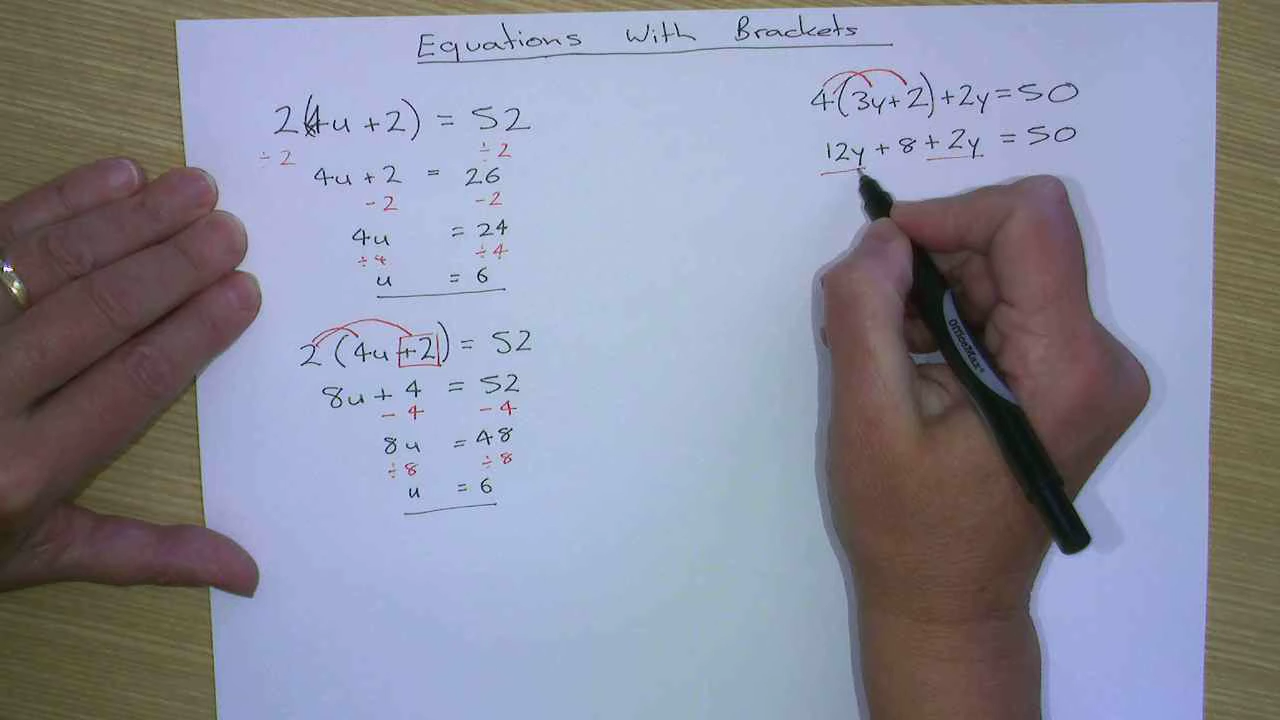 Equations With Brackets
2(4u + 2) = 52
÷2 ÷2
4u + 2 = 26
-2 -2
4u = 24
÷4 ÷4
u = 6
2(4u + 2) = 52
8u + 4 = 52
-4 -4
8u = 48
÷8 ÷8
u = 6
4(3y + 2) + 2y = 50
12y + 8 + 2y = 50
OfficeMax